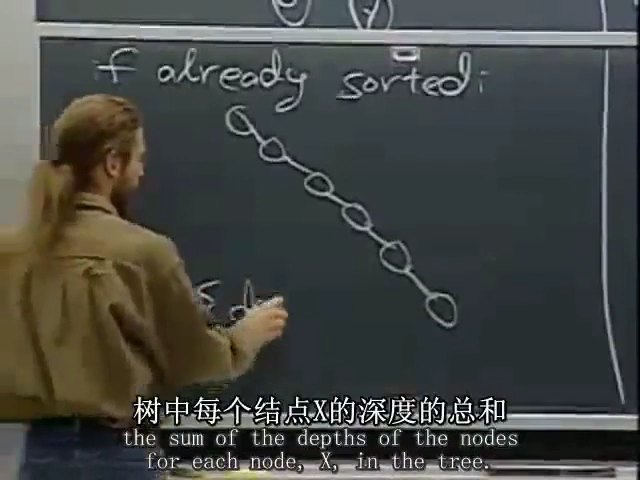 if already sorted:
Σ d
树中每个结点X的深度的总和
the sum of the depths of the nodes
for each node, X, in the tree.